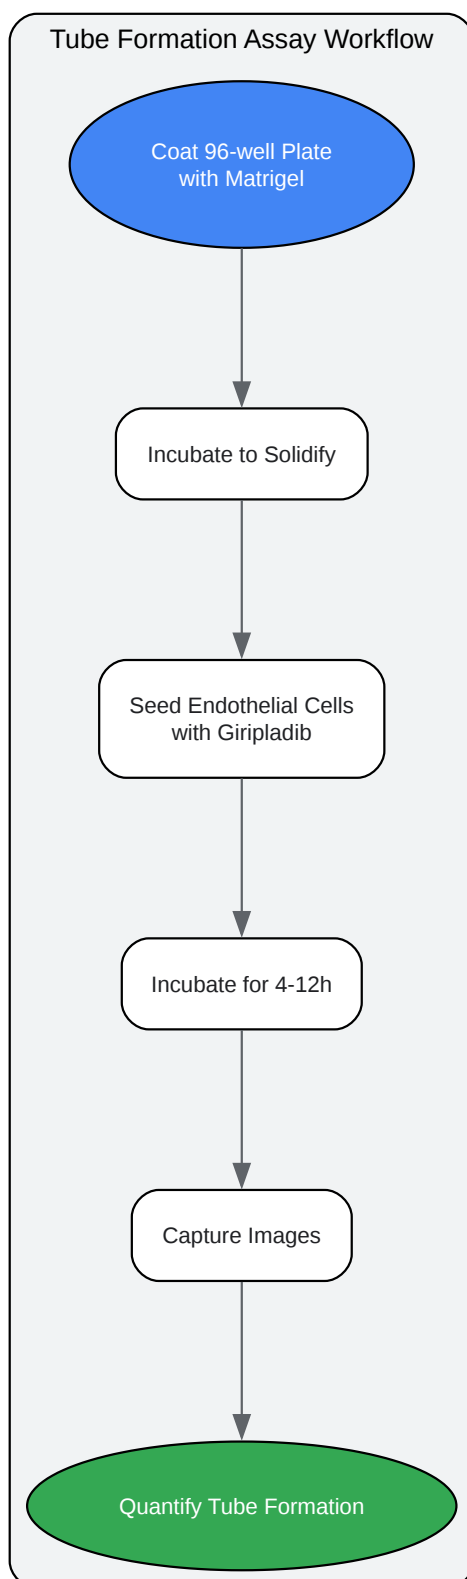 Tube Formation Assay Workflow
Coat 96-well Plate
with Matrigel
Incubate to Solidify
Seed Endothelial Cells
with Giripladib
Incubate for 4-12h
Capture Images
Quantify Tube Formation